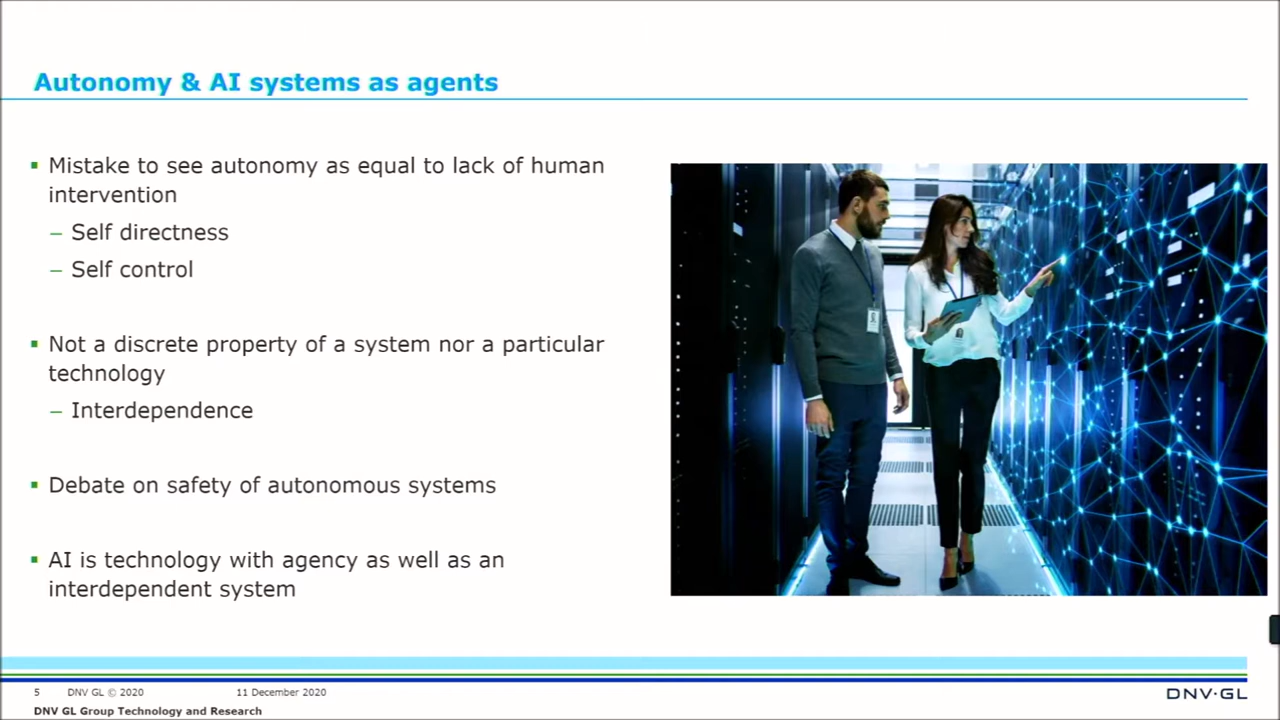 Autonomy & AI systems as agents
Mistake to see autonomy as equal to lack of human
intervention
– Self directness
– Self control
Not a discrete property of a system nor a particular
technology
– Interdependence
Debate on safety of autonomous systems
AI is technology with agency as well as an
interdependent system
5 DNV GL © 2020 11 December 2020
DNV GL Group Technology and Research
DNV·GL